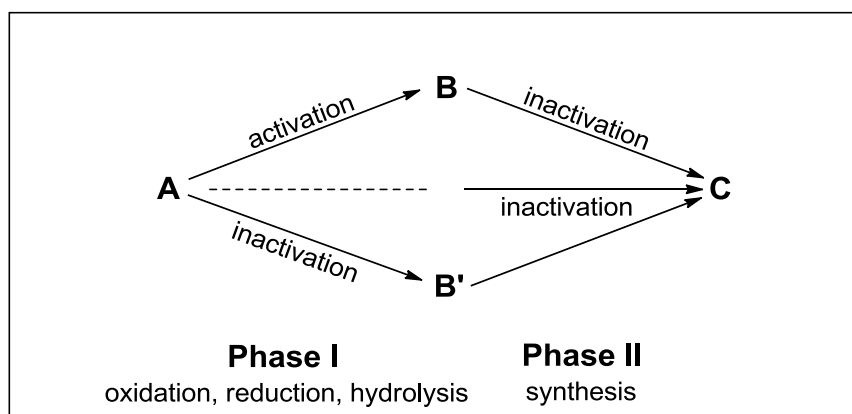 B
activation
inactivation
A
C
inactivation
inactivation
B'
Phase I
Phase II
oxidation, reduction, hydrolysis
synthesis